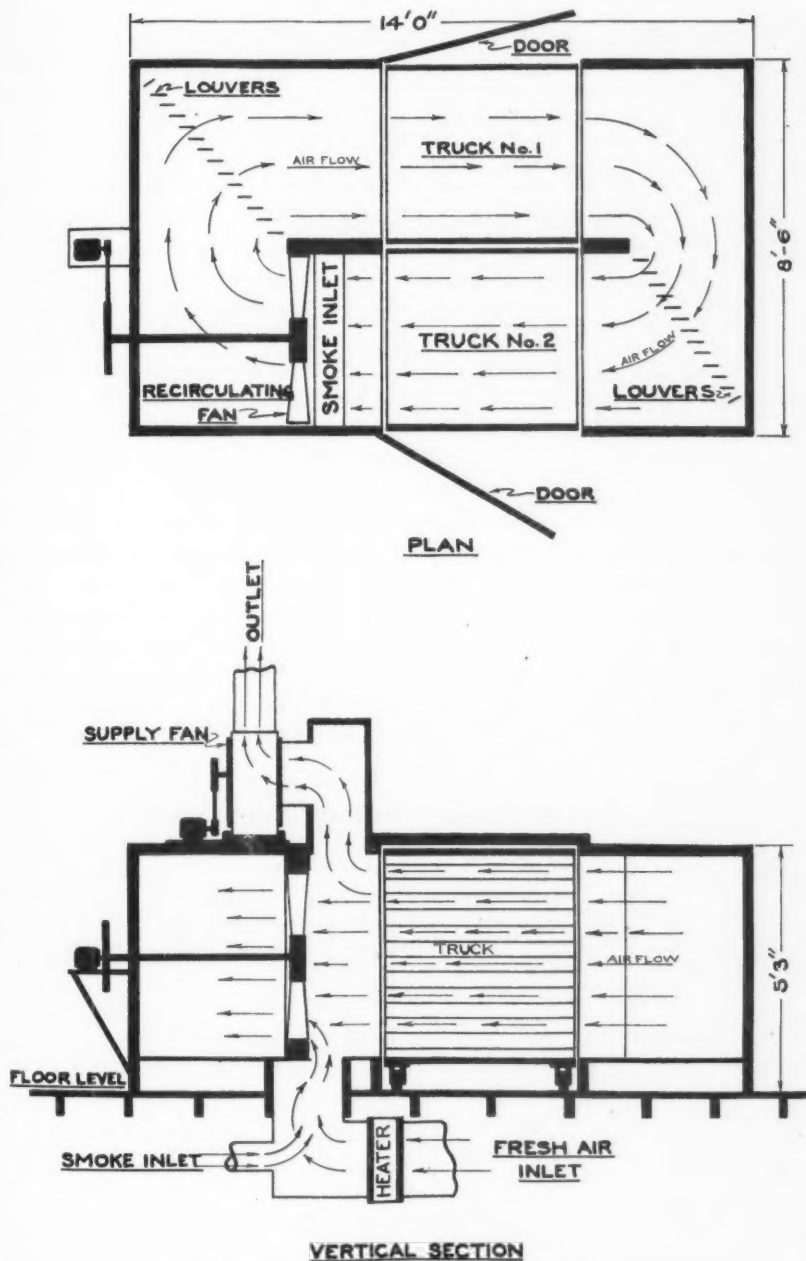 14'0"
DOOR
LOUVERS
TRUCK No.1
AIR FLOW
8'-6"
SMOKE INLET
TRUCK No.2
AIR FLOW
RECIRCULATING
FAN
LOUVERS
DOOR
PLAN
OUTLET
SUPPLY FAN
TRUCK
AIR FLOW
5'3"
FLOOR LEVEL
SMOKE INLET
HEATER
FRESH AIR
INLET
VERTICAL SECTION